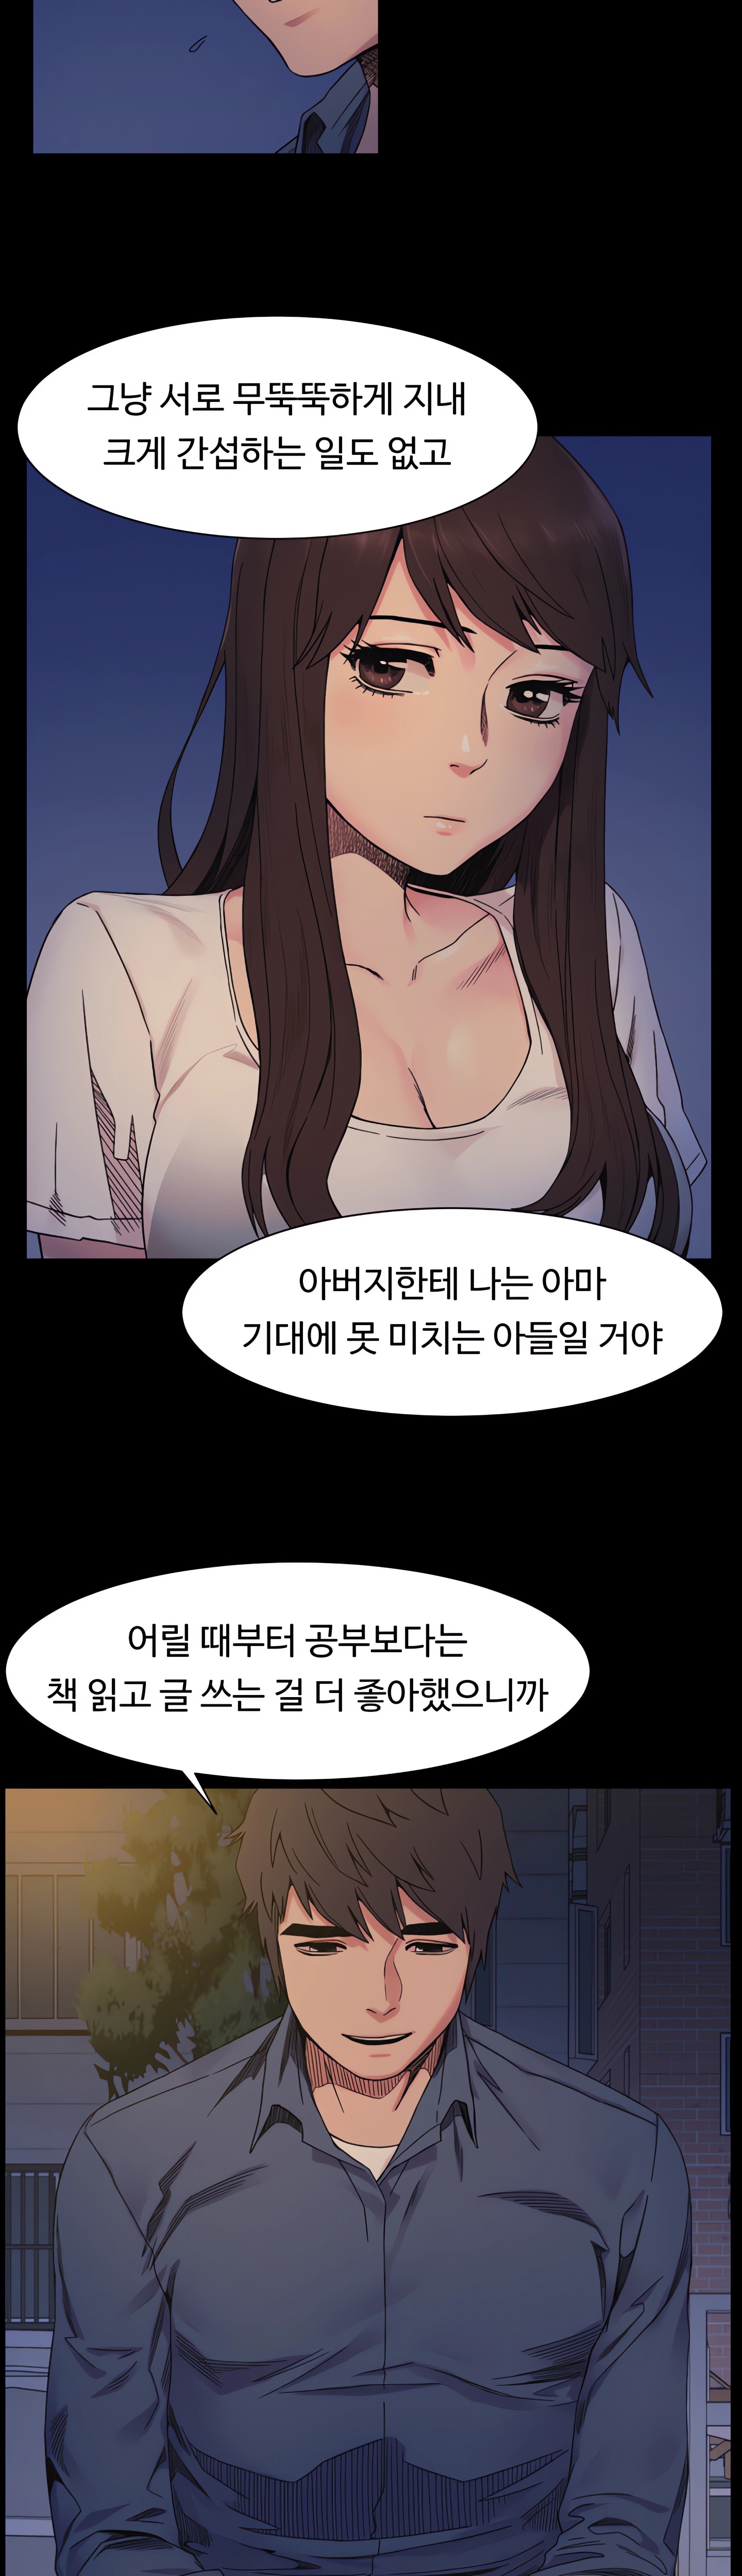 그냥 서로 무뚝뚝하게 지내
크게 간섭하는 일도 없고
아버지한테 나는 아마
기대에 못 미치는 아들일 거야
어릴 때부터 공부보다는
책 읽고 글 쓰는 걸 더 좋아했으니까